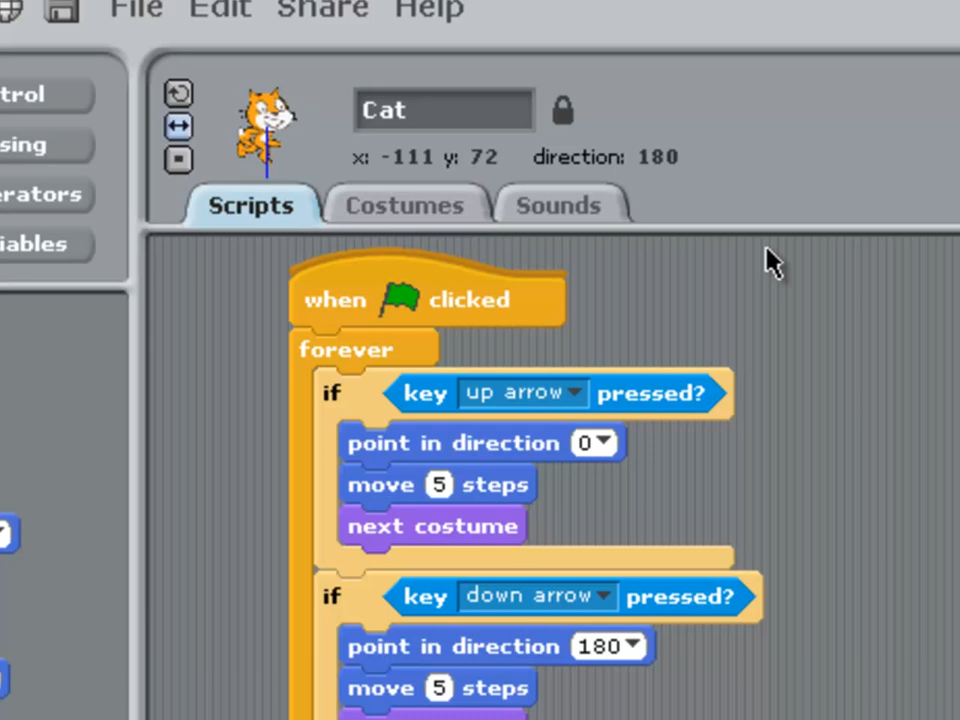 File Edit Share Help
trol
sing
erators
iables
Cat
x: -111 y: 72 direction: 180
Scripts Costumes Sounds
when clicked
forever
if key up arrow pressed?
point in direction 0
move 5 steps
next costume
if key down arrow pressed?
point in direction 180
move 5 steps